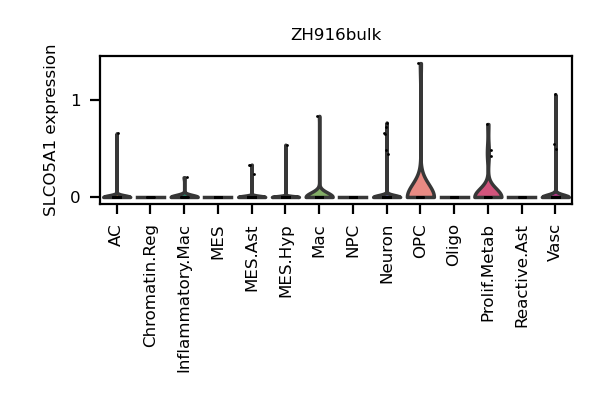 ZH916bulk
SLCO5A1 expression
1
0
AC
Chromatin.Reg
Inflammatory.Mac
MES
MES.Ast
MES.Hyp
Mac
NPC
Neuron
OPC
Oligo
Prolif.Metab
Reactive.Ast
Vasc